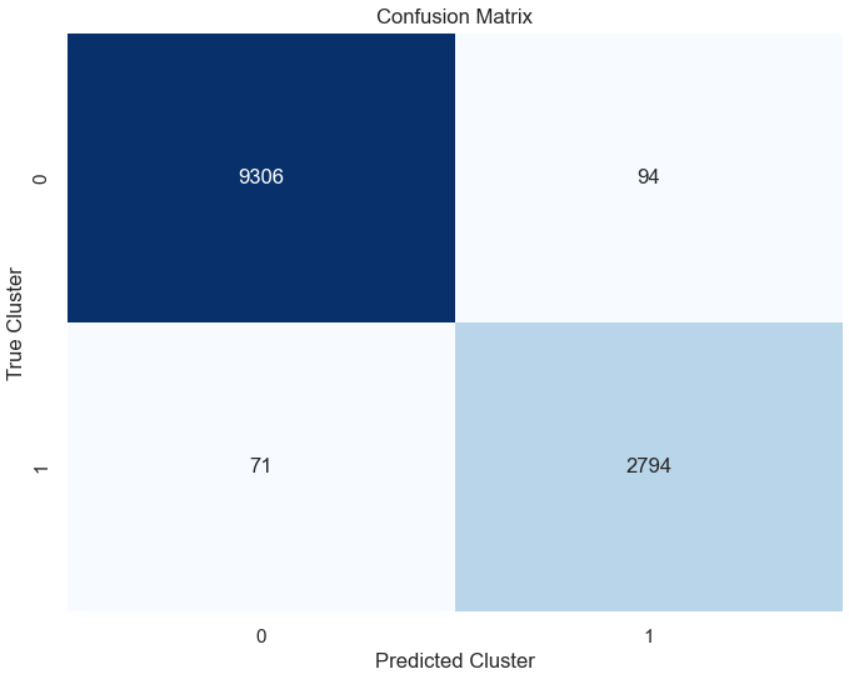 Confusion Matrix
0
9306
94
True Cluster
1
71
2794
0
1
Predicted Cluster